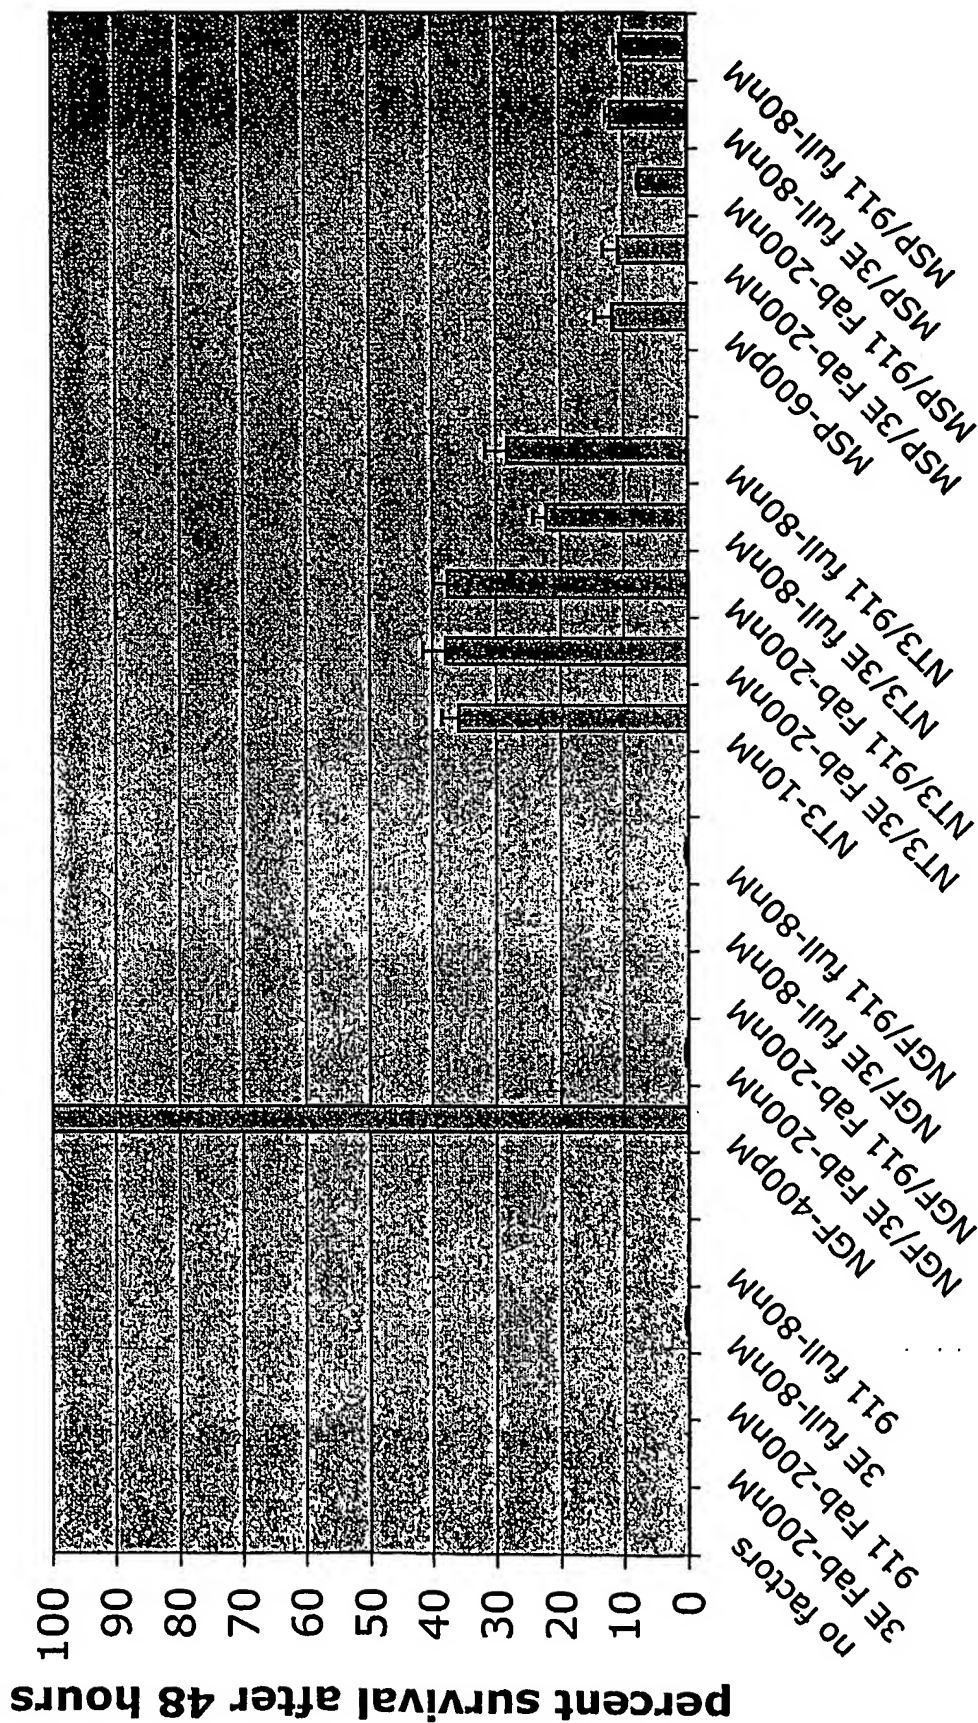 percent survival after 48 hours
100
90
80
70
60
50
40
30
20
10
0
no factors
3E Fab-200nM
911 Fab-200nM
3E full-80nM
911 full-80nM
NGF-400pM
NGF/3E Fab-200nM
NGF/911 Fab-200nM
NGF/3E full-80nM
NGF/911 full-80nM
NT3-10nM
NT3/3E Fab-200nM
NT3/911 Fab-200nM
NT3/3E full-80nM
NT3/911 full-80nM
MSP-600pM
MSP/3E Fab-200nM
MSP/911 Fab-200nM
MSP/3E full-80nM
MSP/911 full-80nM